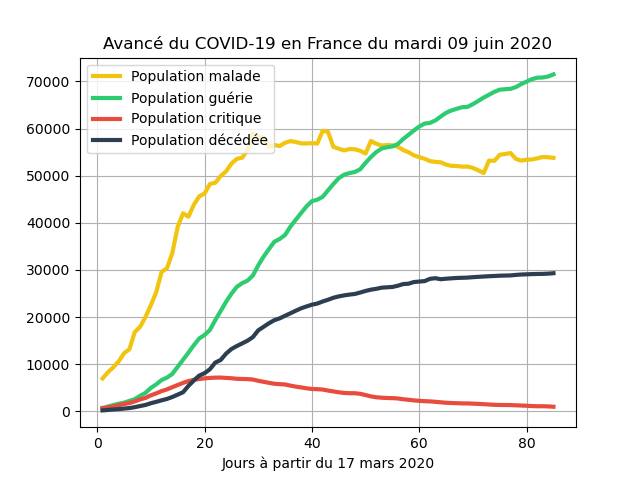 Avancé du COVID-19 en France du mardi 09 juin 2020
Population malade
Population guérie
Population critique
Population décédée
70000
60000
50000
40000
30000
20000
10000
0
0 20 40 60 80
Jours à partir du 17 mars 2020